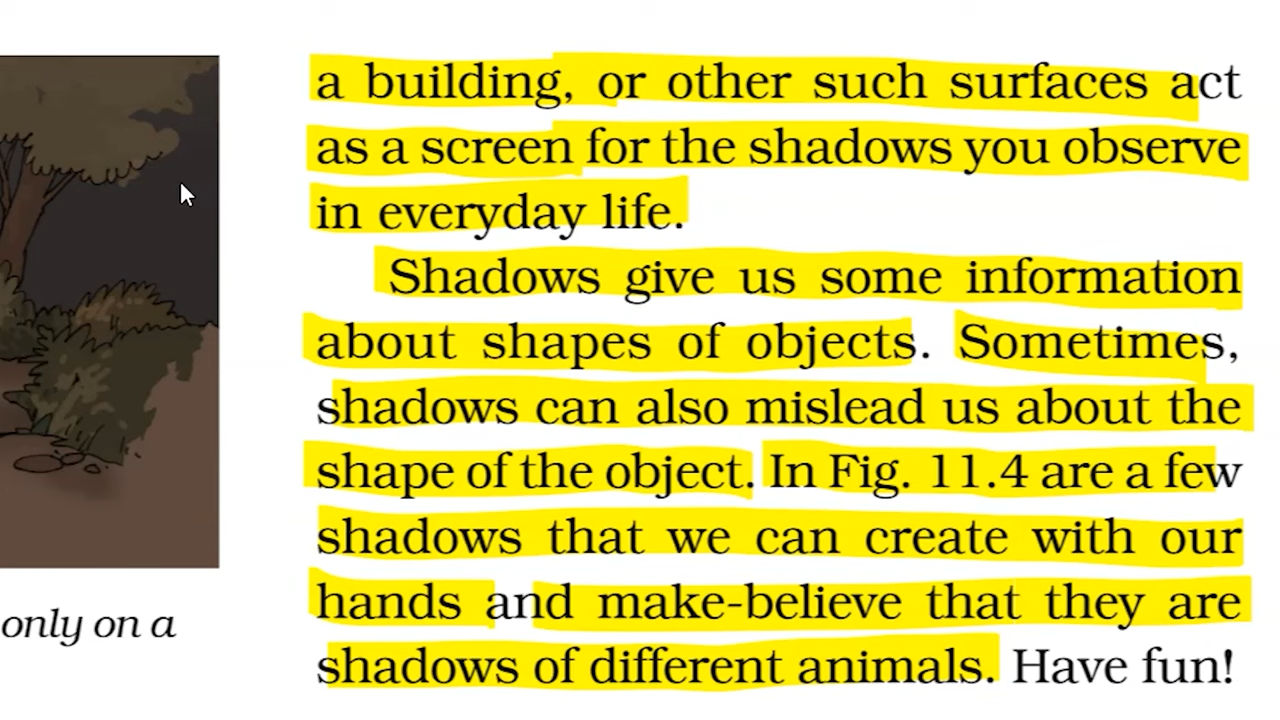 a building, or other such surfaces act
as a screen for the shadows you observe
in everyday life.
Shadows give us some information
about shapes of objects. Sometimes,
shadows can also mislead us about the
shape of the object. In Fig. 11.4 are a few
shadows that we can create with our
hands and make-believe that they are
shadows of different animals. Have fun!
only on a